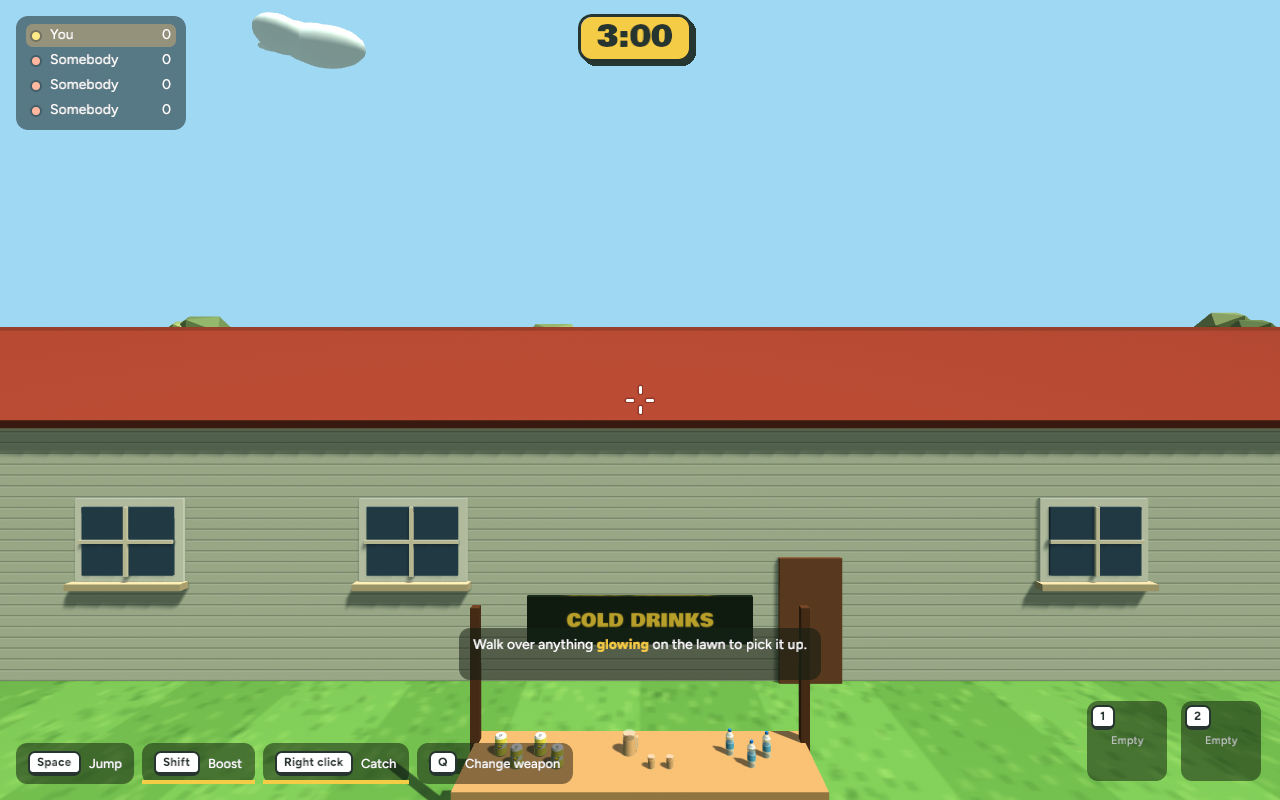 You 0
Somebody 0
Somebody 0
Somebody 0
3:00
COLD DRINKS
Walk over anything glowing on the lawn to pick it up.
Space Jump
Shift Boost
Right click Catch
Q Change weapon
1 Empty
2 Empty